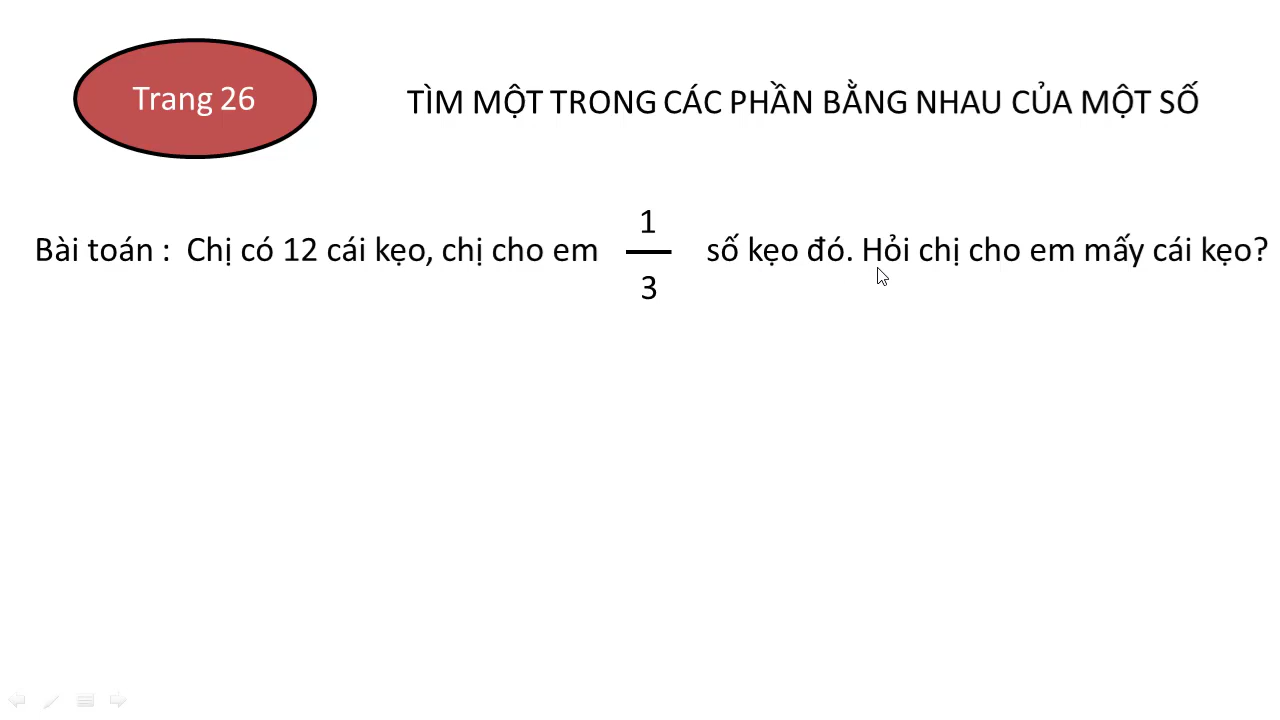 Trang 26
TÌM MỘT TRONG CÁC PHẦN BẰNG NHAU CỦA MỘT SỐ
Bài toán : Chị có 12 cái kẹo, chị cho em 1/3 số kẹo đó. Hỏi chị cho em mấy cái kẹo?